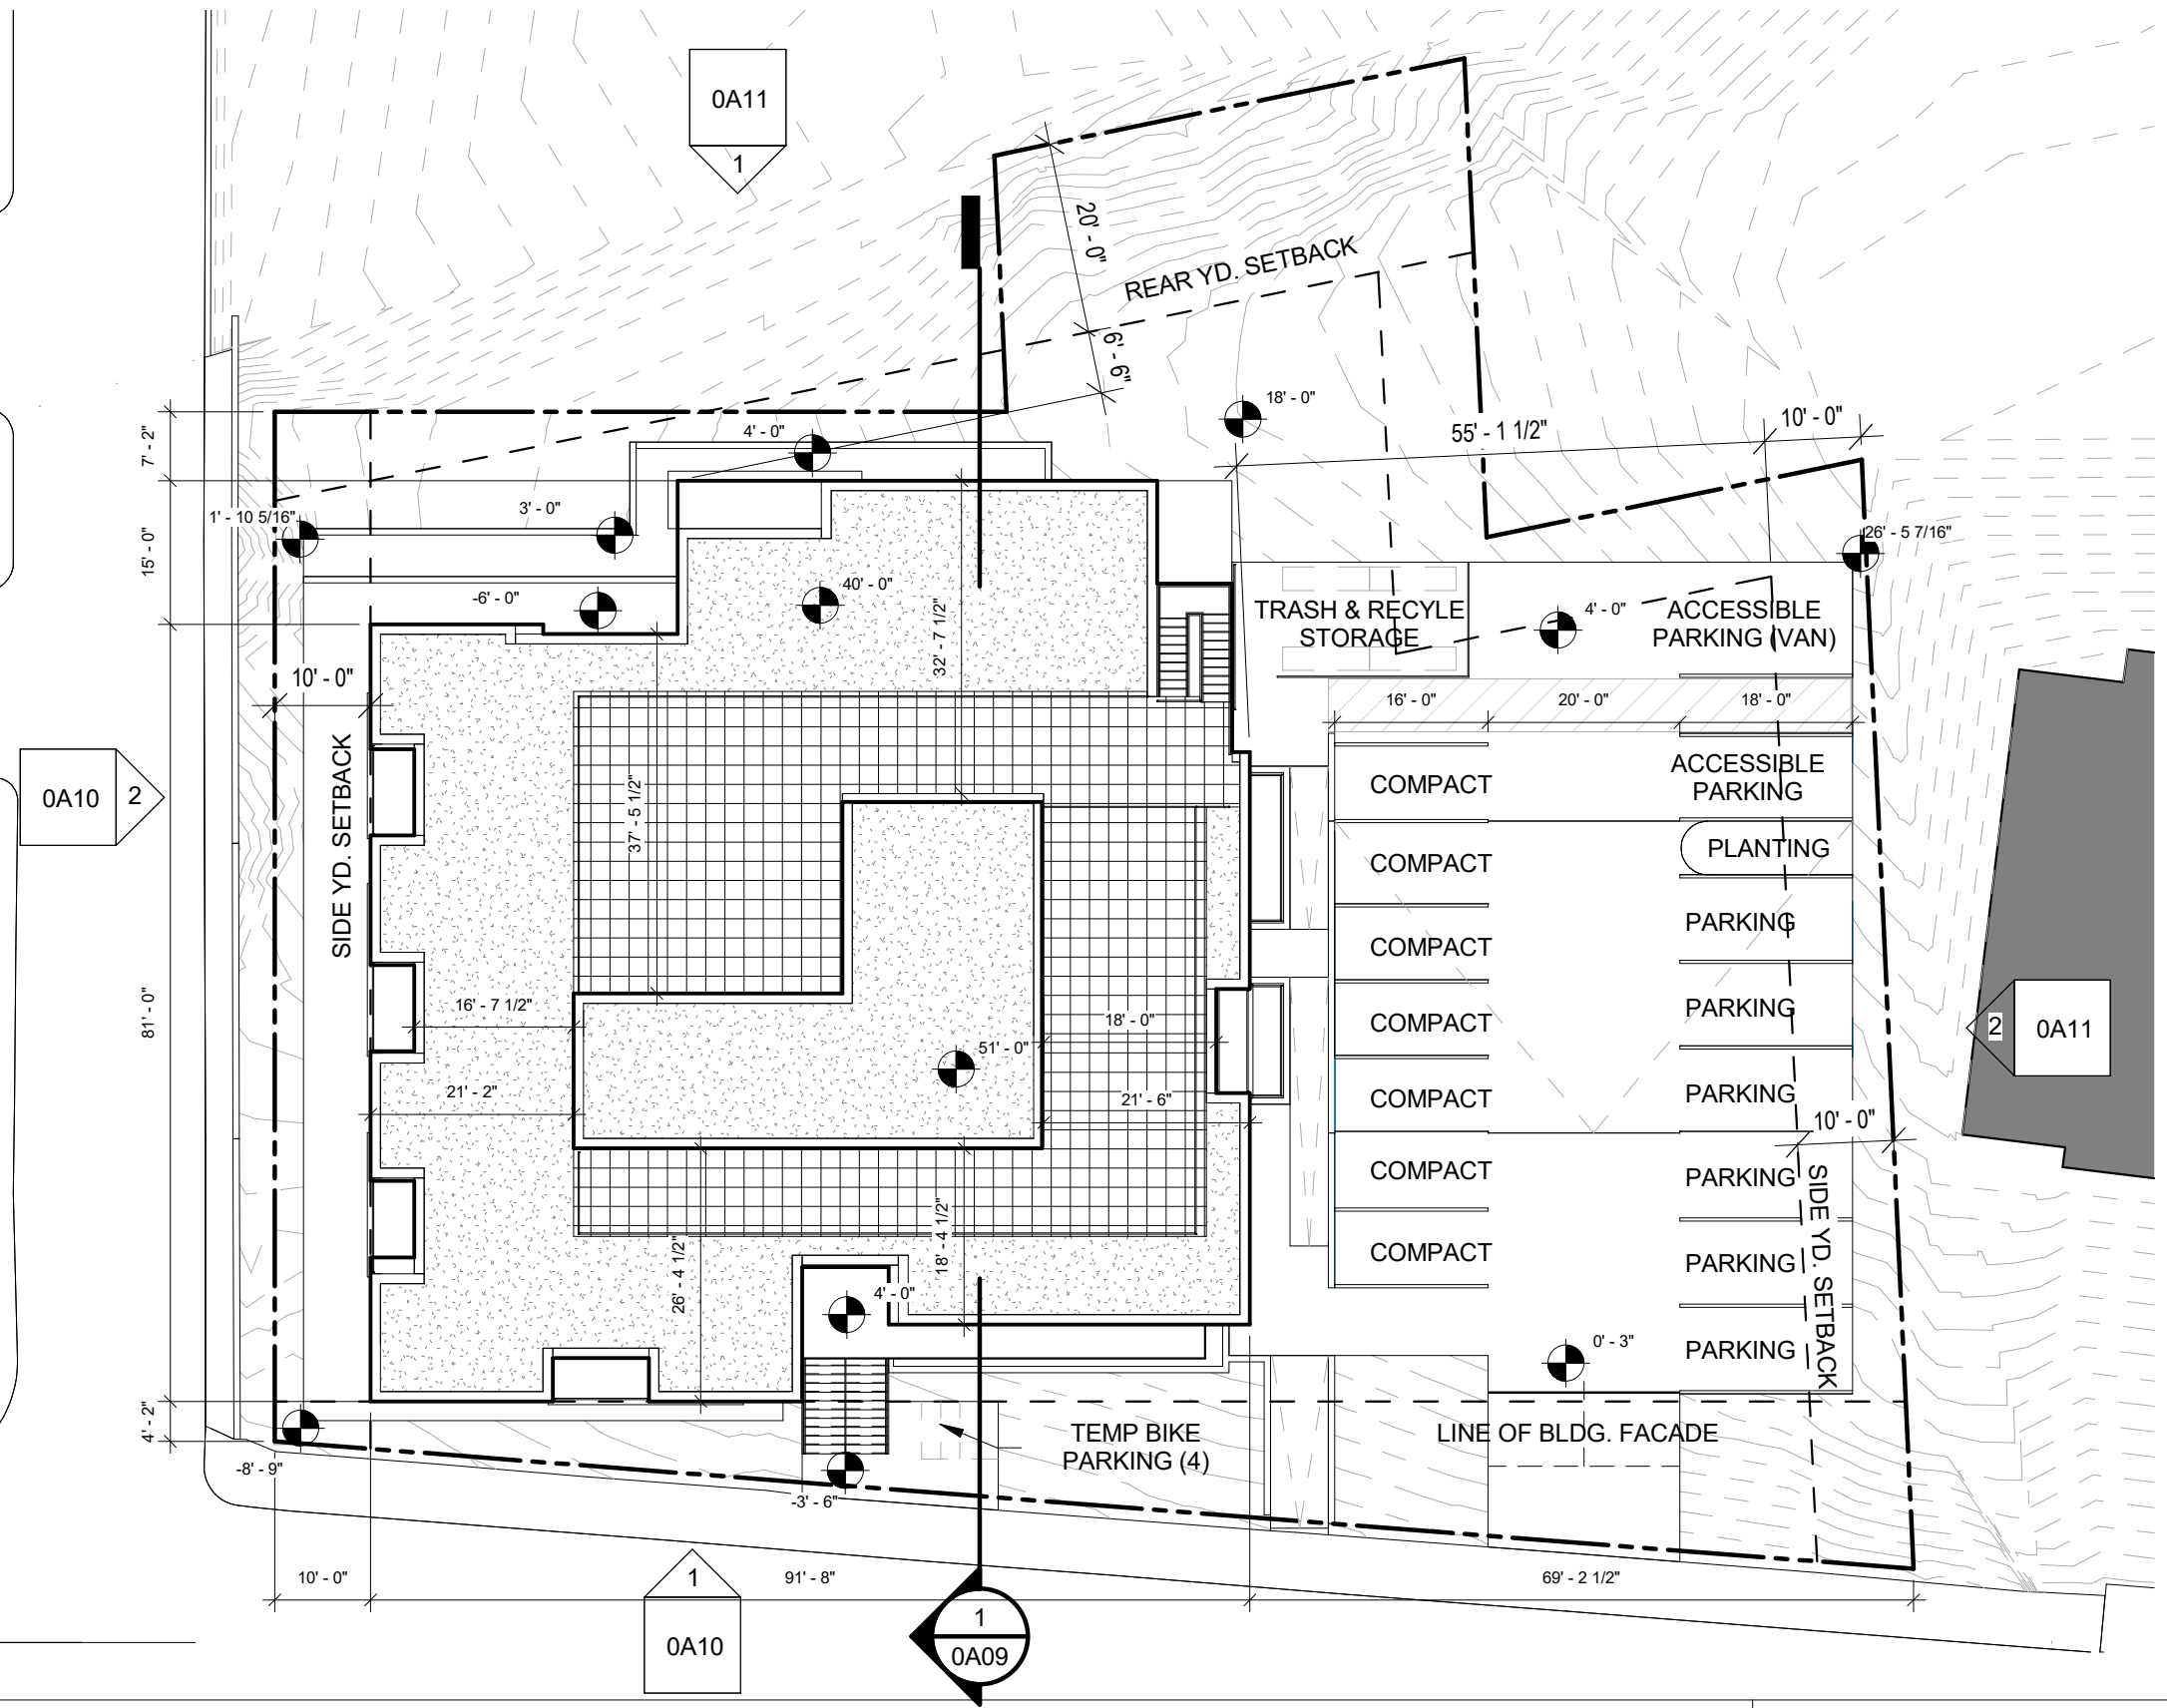 0A11
1
20' - 0"
REAR YD. SETBACK
6' - 6"
18' - 0"
55' - 1 1/2"
10' - 0"
7' - 2"
4' - 0"
1' - 10 5/16"
3' - 0"
15' - 0"
26' - 5 7/16"
-6' - 0"
40' - 0"
32' - 7 1/2"
TRASH & RECYLE
STORAGE
4' - 0"
ACCESSIBLE
PARKING (VAN)
10' - 0"
16' - 0"
20' - 0"
18' - 0"
SIDE YD. SETBACK
0A10
2
37' - 5 1/2"
COMPACT
ACCESSIBLE
PARKING
COMPACT
PLANTING
COMPACT
PARKING
81' - 0"
16' - 7 1/2"
18' - 0"
COMPACT
PARKING
2
0A11
51' - 0"
21' - 2"
21' - 6"
COMPACT
PARKING
10' - 0"
COMPACT
PARKING
SIDE YD. SETBACK
26' - 4 1/2"
18' - 4 1/2"
COMPACT
PARKING
4' - 0"
0' - 3"
PARKING
4' - 2"
TEMP BIKE
PARKING (4)
LINE OF BLDG. FACADE
-8' - 9"
-3' - 6"
10' - 0"
1
0A10
91' - 8"
69' - 2 1/2"
1
0A09